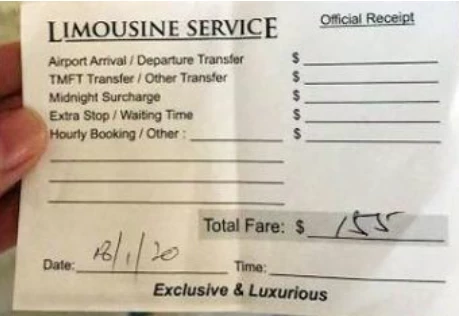 LIMOUSINE SERVICE
Official Receipt
Airport Arrival / Departure Transfer $
TMFT Transfer / Other Transfer $
Midnight Surcharge $
Extra Stop / Waiting Time $
Hourly Booking / Other : $
Total Fare: $ 155
Date: 18/1/20 Time:
Exclusive & Luxurious